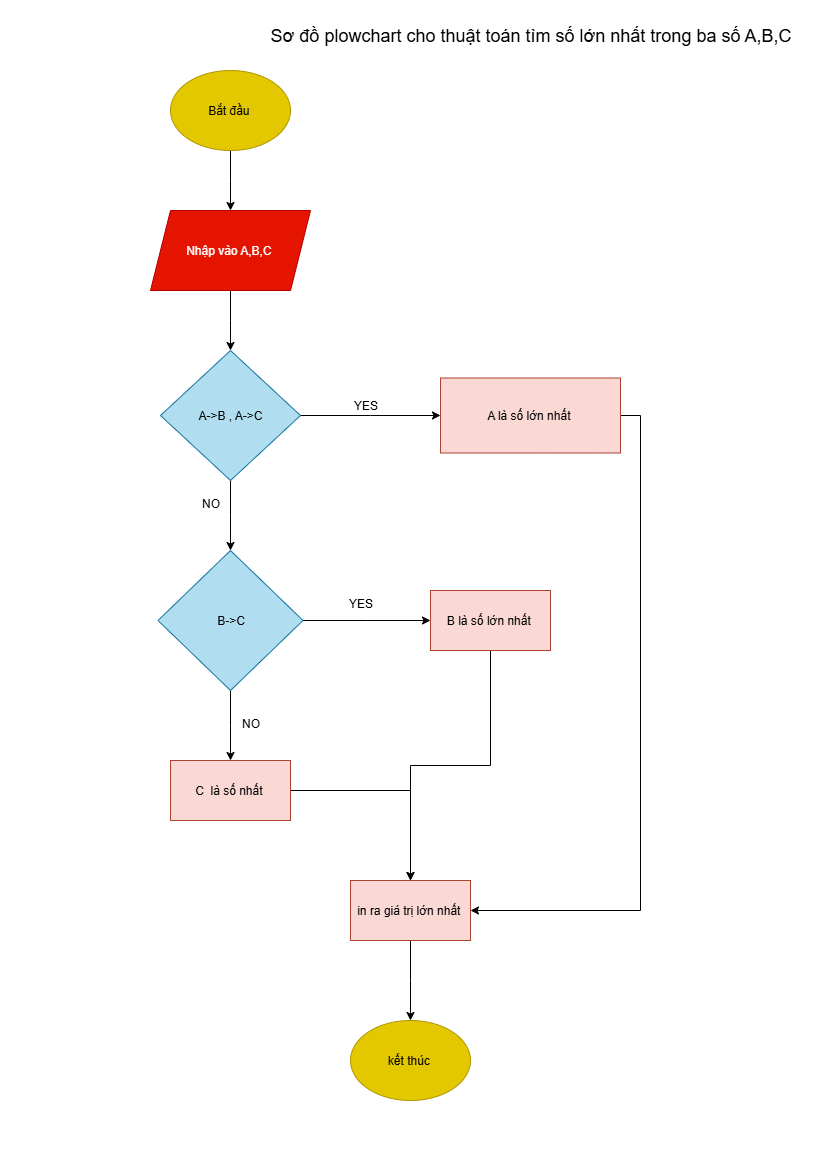 Sơ đồ plowchart cho thuật toán tìm số lớn nhất trong ba số A,B,C
Bắt đầu
Nhập vào A,B,C
A->B , A->C
YES
A là số lớn nhất
NO
B->C
YES
B là số lớn nhất
NO
C là số nhất
in ra giá trị lớn nhất
kết thúc